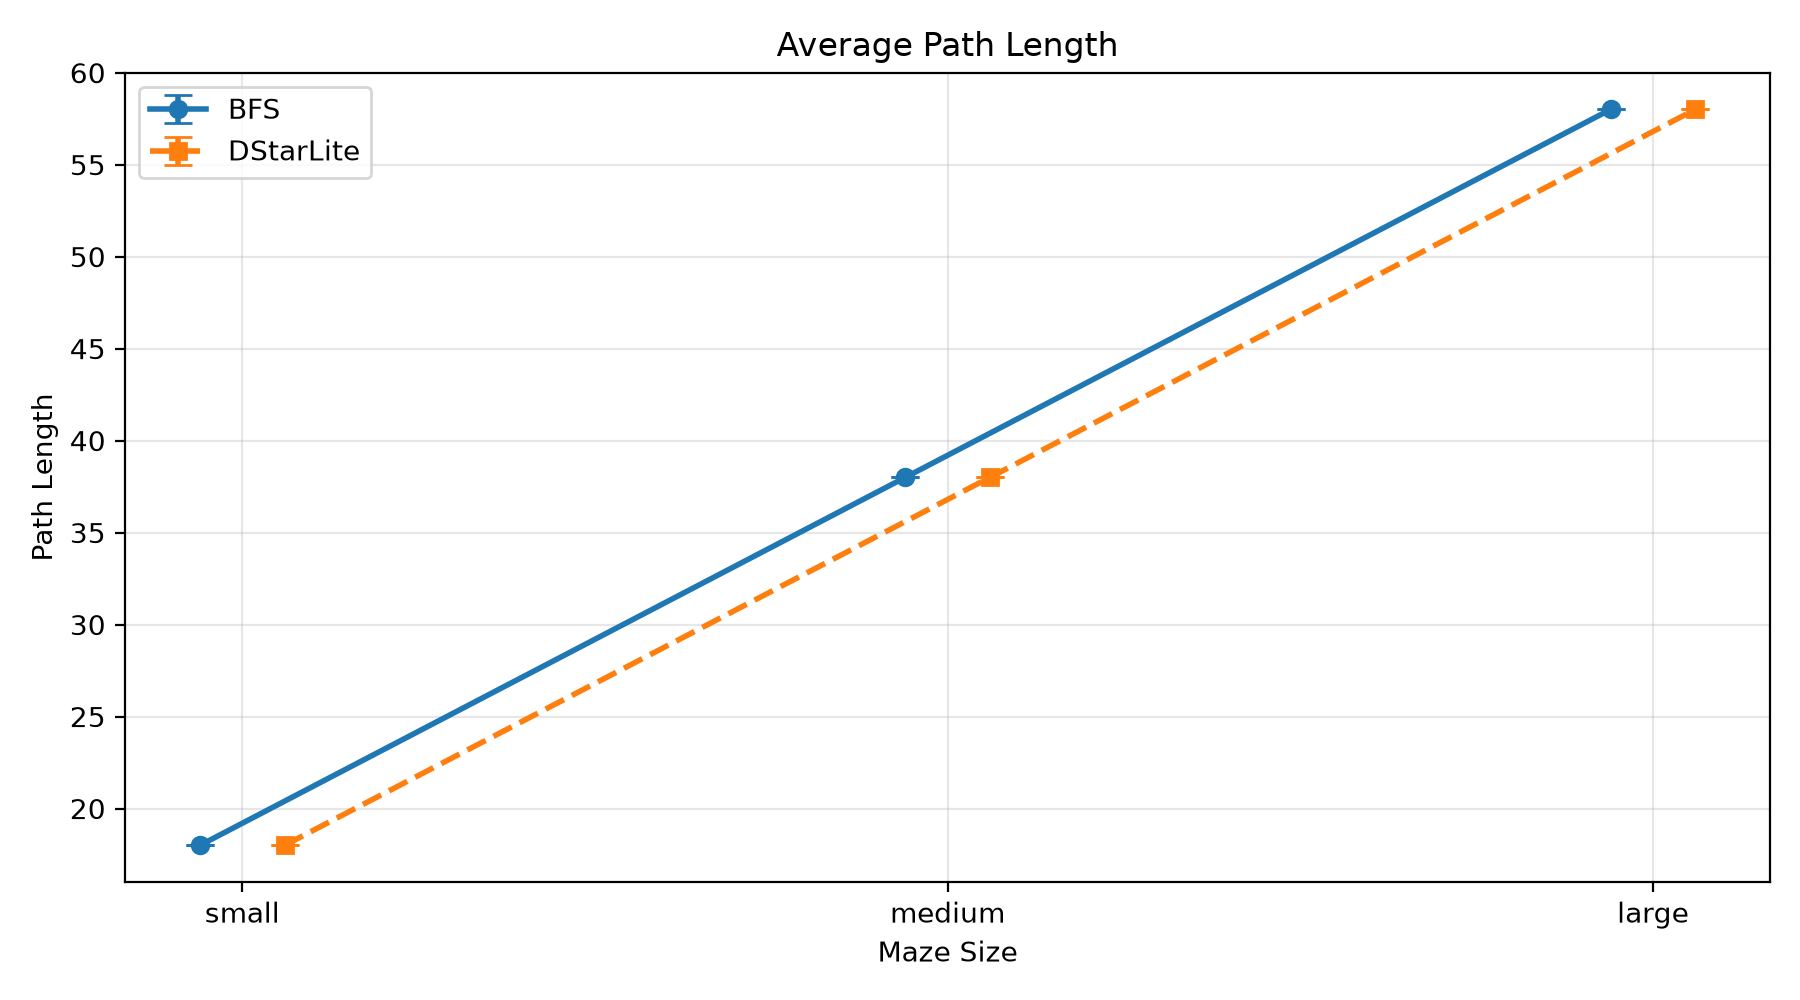 Average Path Length
BFS
DStarLite
60
55
50
45
40
35
30
25
20
Path Length
small
medium
large
Maze Size